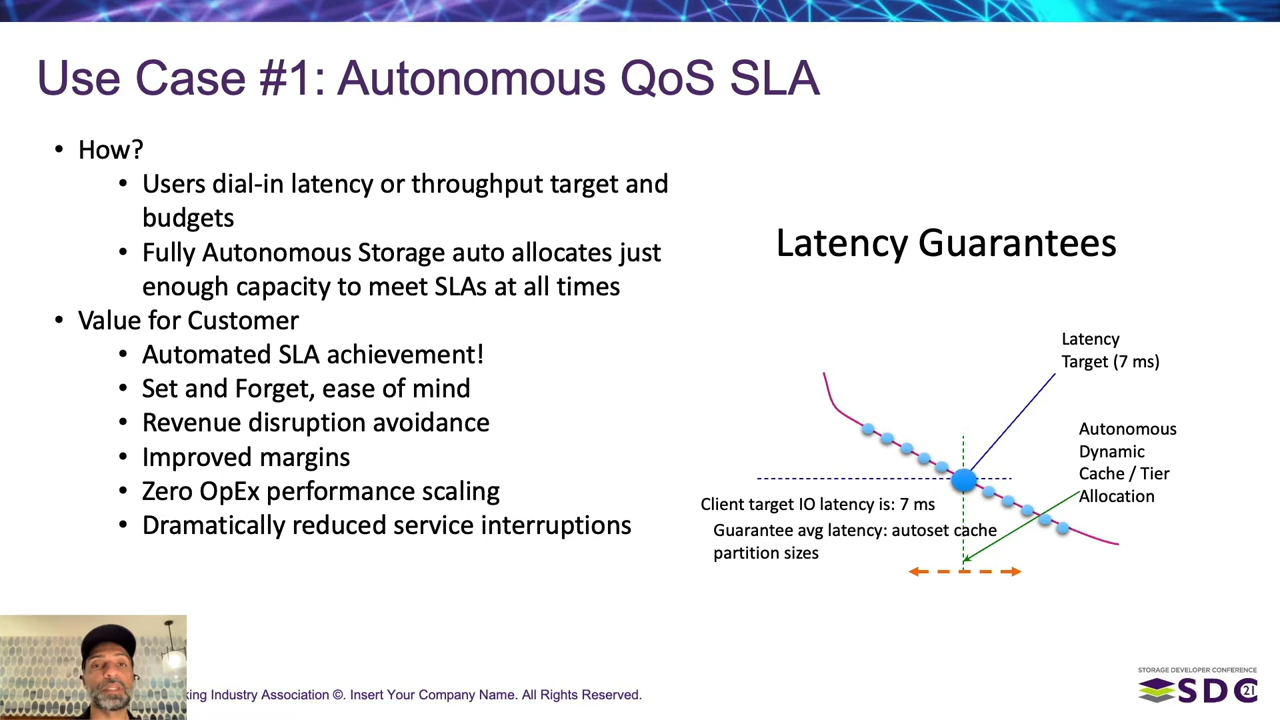 Use Case #1: Autonomous QoS SLA
• How?
• Users dial-in latency or throughput target and
budgets
• Fully Autonomous Storage auto allocates just
enough capacity to meet SLAs at all times
• Value for Customer
• Automated SLA achievement!
• Set and Forget, ease of mind
• Revenue disruption avoidance
• Improved margins
• Zero OpEx performance scaling
• Dramatically reduced service interruptions
Latency Guarantees
Latency
Target (7 ms)
Autonomous
Dynamic
Cache / Tier
Allocation
Client target IO latency is: 7 ms
Guarantee avg latency: autoset cache
partition sizes
king Industry Association ©. Insert Your Company Name. All Rights Reserved.
STORAGE DEVELOPER CONFERENCE
SDC 21